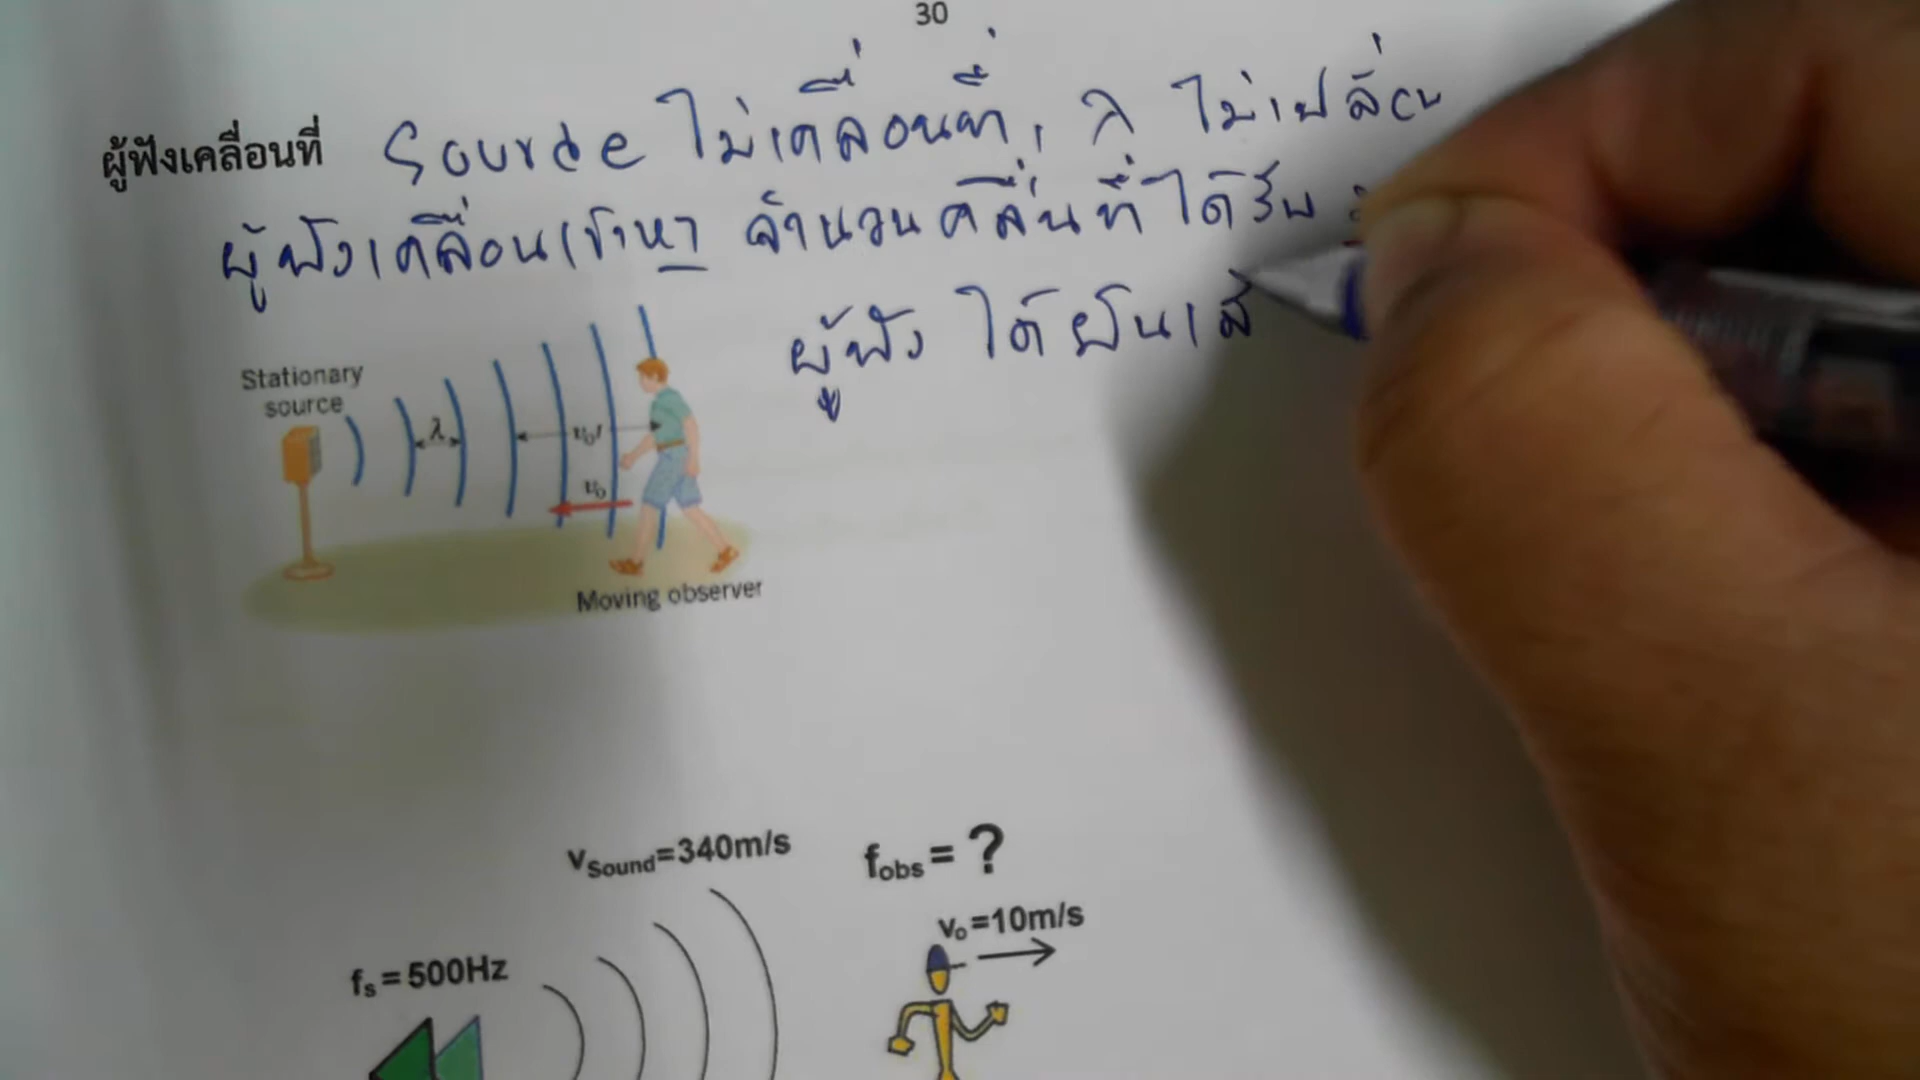 30
ผู้ฟังเคลื่อนที่ Source ไม่เคลื่อนที่, λ ไม่เปลี่ยน
ผู้ฟังเคลื่อนเข้าหา จำนวนคลื่นที่ได้รับ
ผู้ฟัง ได้ยินเสี
Stationary
source
λ
v₀t
v₀
Moving observer
vSound=340m/s
fobs = ?
vo=10m/s
fs = 500Hz